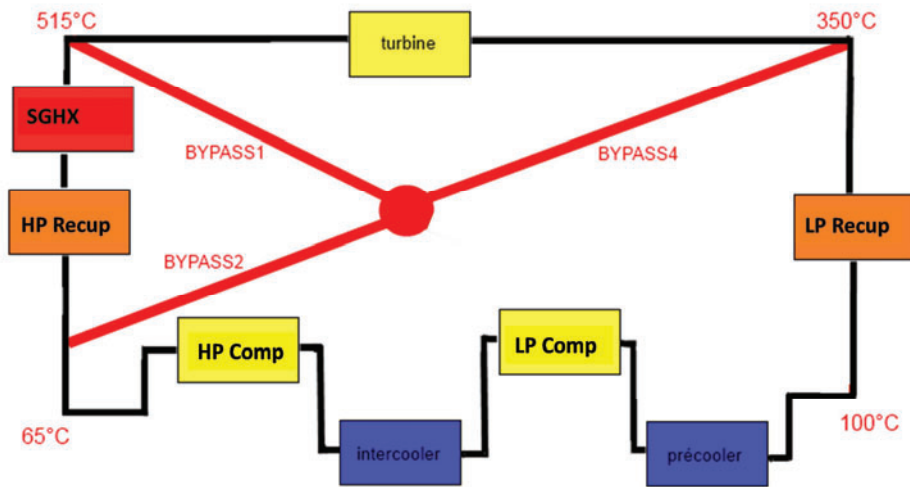 515°C
turbine
350°C
SGHX
BYPASS1
BYPASS4
HP Recup
LP Recup
BYPASS2
HP Comp
LP Comp
65°C
intercooler
précooler
100°C